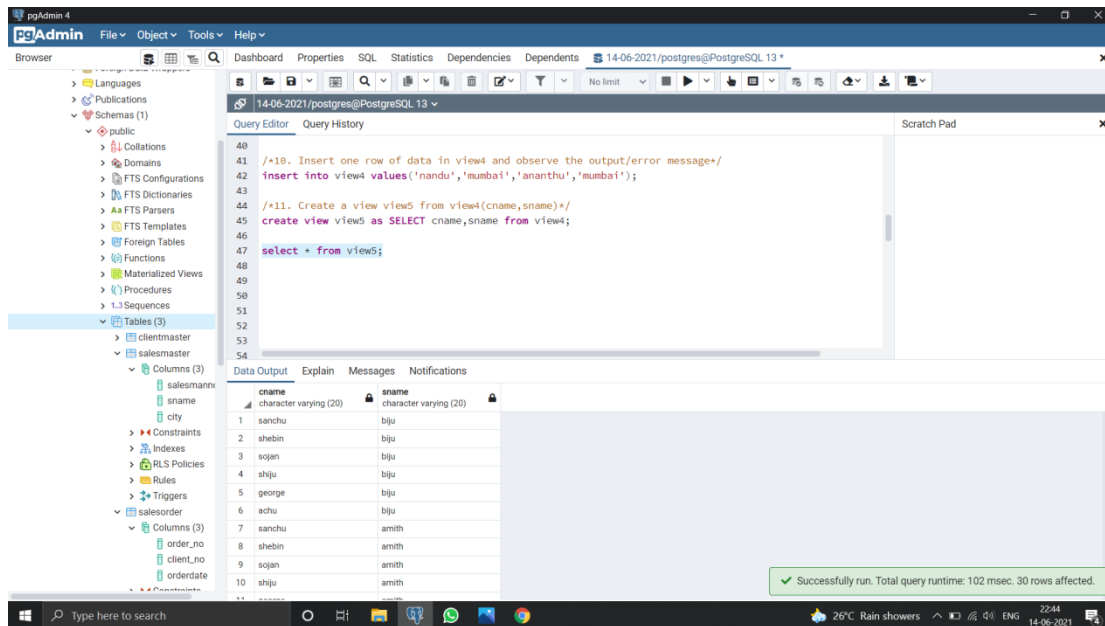 pgAdmin 4
pgAdmin File Object Tools Help
Browser
Dashboard Properties SQL Statistics Dependencies Dependents 14-06-2021/postgres@PostgreSQL 13 *
No limit
14-06-2021/postgres@PostgreSQL 13
Query Editor Query History
Scratch Pad
Languages
Publications
Schemas (1)
public
Collations
Domains
FTS Configurations
FTS Dictionaries
FTS Parsers
FTS Templates
Foreign Tables
Functions
Materialized Views
Procedures
1..3 Sequences
Tables (3)
clientmaster
salesmaster
Columns (3)
salesmanno
sname
city
Constraints
Indexes
RLS Policies
Rules
Triggers
salesorder
Columns (3)
order_no
client_no
orderdate
40
41 /*10. Insert one row of data in view4 and observe the output/error message*/
42 insert into view4 values('nandu','mumbai','ananthu','mumbai');
43
44 /*11. Create a view view5 from view4(cname,sname)*/
45 create view view5 as SELECT cname,sname from view4;
46
47 select * from view5;
48
49
50
51
52
53
54
Data Output Explain Messages Notifications
cname sname
character varying (20) character varying (20)
1 sanchu biju
2 shebin biju
3 sojan biju
4 shiju biju
5 george biju
6 achu biju
7 sanchu amith
8 shebin amith
9 sojan amith
10 shiju amith
Successfully run. Total query runtime: 102 msec. 30 rows affected.
Type here to search
26°C Rain showers ENG
22:44
14-06-2021